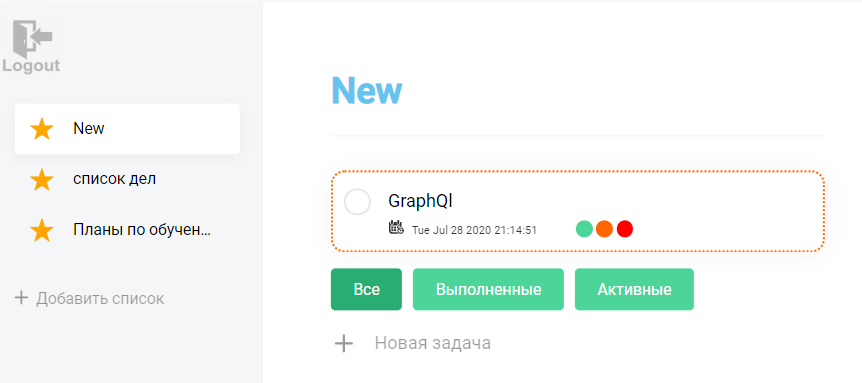 Logout
New
список дел
Планы по обучен...
Добавить список
New
GraphQl
Tue Jul 28 2020 21:14:51
Все Выполненные Активные
Новая задача